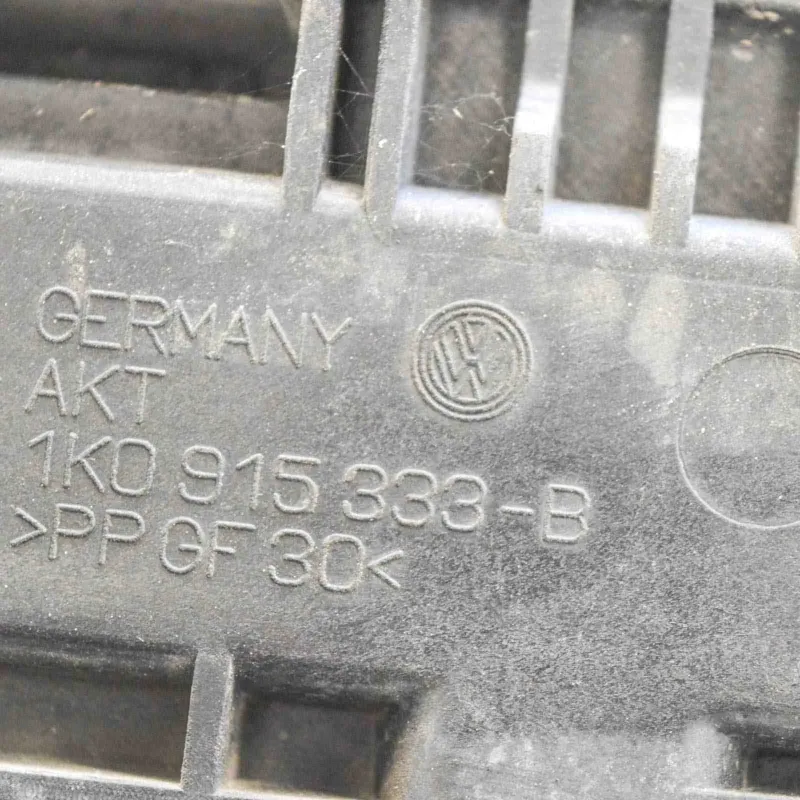 GERMANY
AKT
1K0 915 333-B
>PP GF 30<